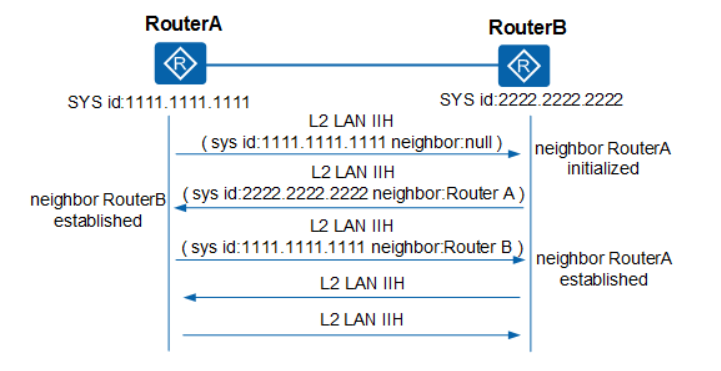 RouterA
RouterB
R
R
SYS id:1111.1111.1111
SYS id:2222.2222.2222
L2 LAN IIH
( sys id:1111.1111.1111 neighbor:null )
neighbor RouterA
initialized
L2 LAN IIH
( sys id:2222.2222.2222 neighbor:Router A )
neighbor RouterB
established
L2 LAN IIH
( sys id:1111.1111.1111 neighbor:Router B )
neighbor RouterA
established
L2 LAN IIH
L2 LAN IIH